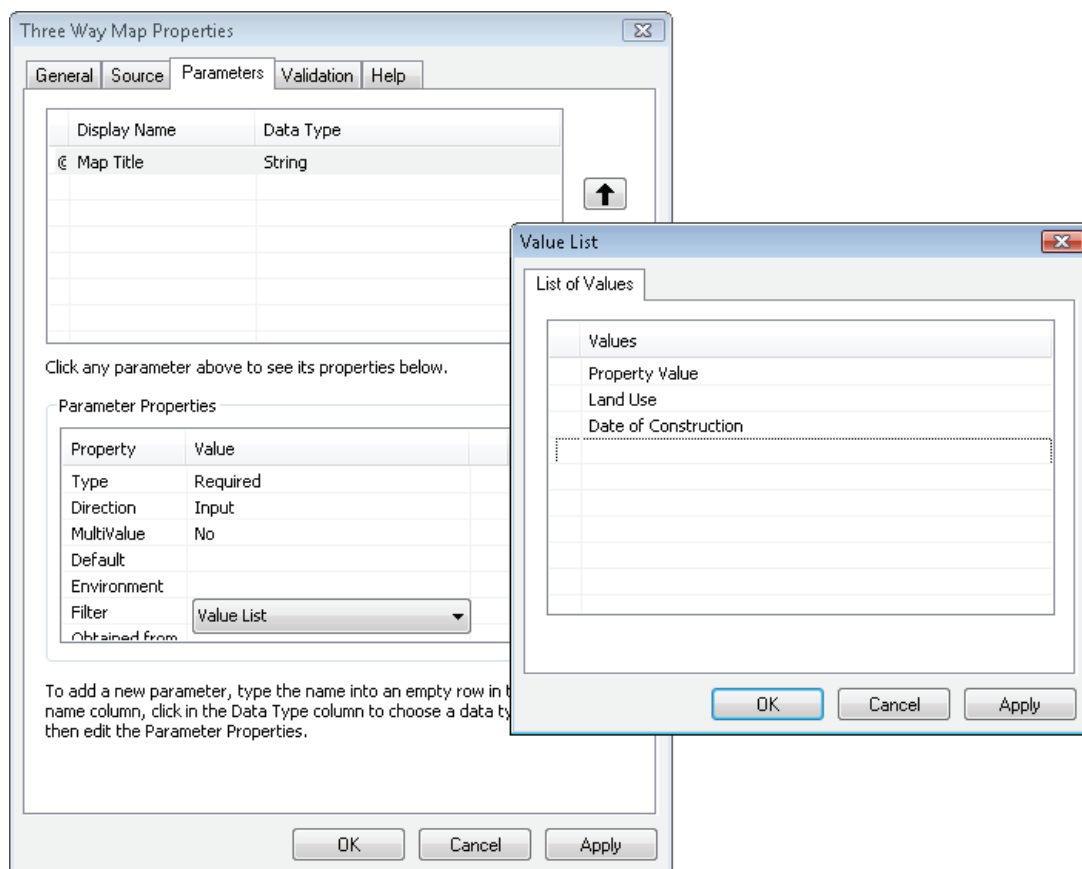 Three Way Map Properties
General Source Parameters Validation Help
Display Name Data Type
Map Title String
Click any parameter above to see its properties below.
Parameter Properties
Property Value
Type Required
Direction Input
MultiValue No
Default
Environment
Filter Value List
Obtained from
To add a new parameter, type the name into an empty row in
name column, click in the Data Type column to choose a data
then edit the Parameter Properties.
OK Cancel Apply
Value List
List of Values
Values
Property Value
Land Use
Date of Construction
OK Cancel Apply